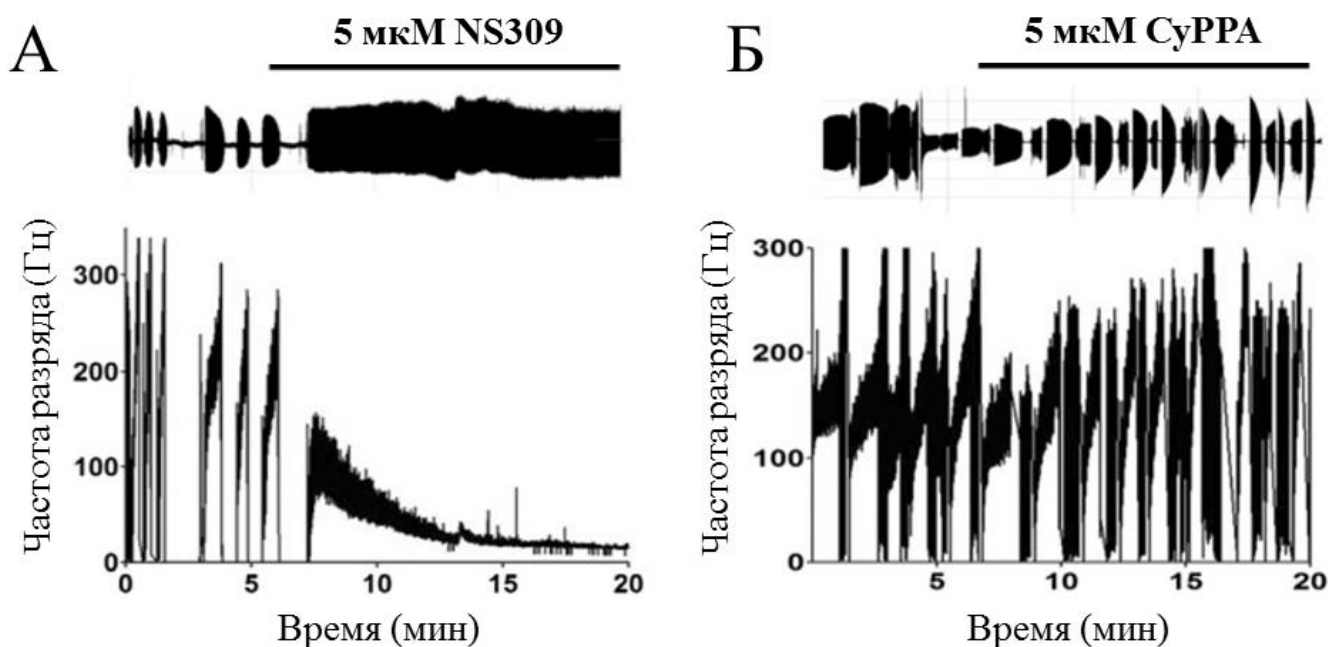 А
5 мкМ NS309
Частота разряда (Гц)
300
200
100
0
0 5 10 15 20
Время (мин)
Б
5 мкМ CyPPA
Частота разряда (Гц)
300
200
100
0
5 10 15 20
Время (мин)